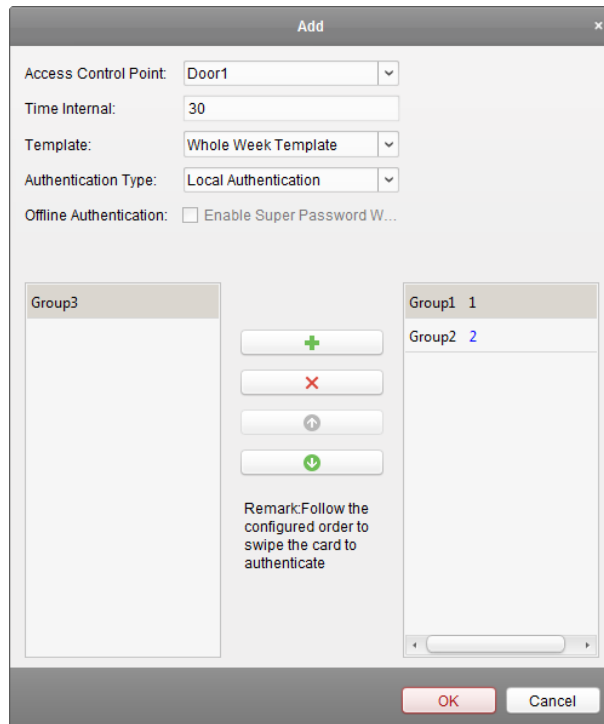 Add
Access Control Point: Door1
Time Internal: 30
Template: Whole Week Template
Authentication Type: Local Authentication
Offline Authentication: Enable Super Password W...
Group3
Group1 1
Group2 2
Remark:Follow the
configured order to
swipe the card to
authenticate
OK Cancel